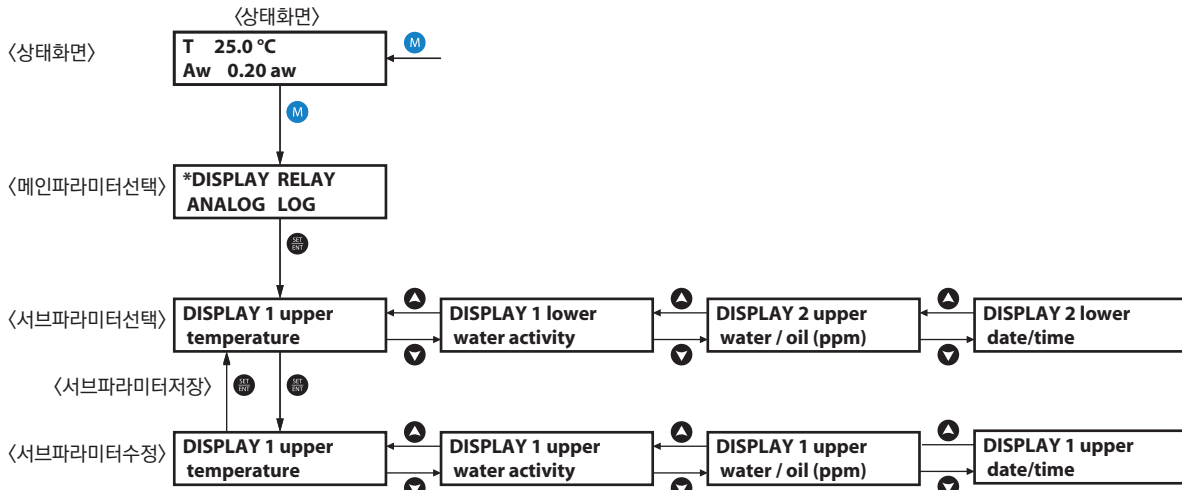 〈상태화면〉
〈상태화면〉
T 25.0 °C
Aw 0.20 aw
M
M
〈메인파라미터선택〉
*DISPLAY RELAY
ANALOG LOG
SET
ENT
〈서브파라미터선택〉
DISPLAY 1 upper
temperature
DISPLAY 1 lower
water activity
DISPLAY 2 upper
water / oil (ppm)
DISPLAY 2 lower
date/time
〈서브파라미터저장〉
SET
ENT
SET
ENT
〈서브파라미터수정〉
DISPLAY 1 upper
temperature
DISPLAY 1 upper
water activity
DISPLAY 1 upper
water / oil (ppm)
DISPLAY 1 upper
date/time